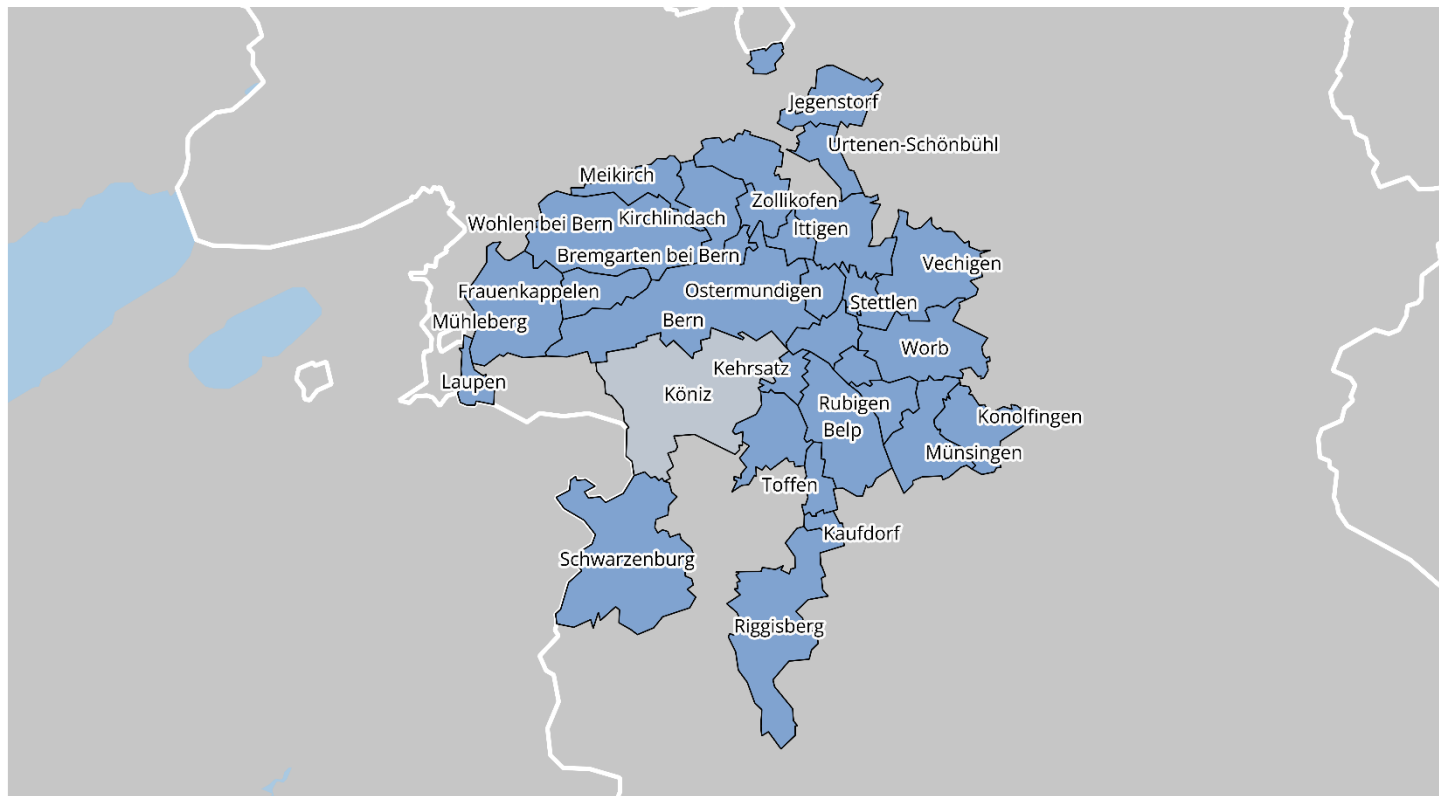 Jegenstorf
Urtenen-Schönbühl
Meikirch
Zollikofen
Kirchlindach
Wohlen bei Bern
Ittigen
Bremgarten bei Bern
Vechigen
Frauenkappelen
Ostermundigen
Stettlen
Mühleberg
Bern
Worb
Kehrsatz
Laupen
Köniz
Rubigen
Konolfingen
Belp
Münsingen
Toffen
Kaufdorf
Schwarzenburg
Riggisberg